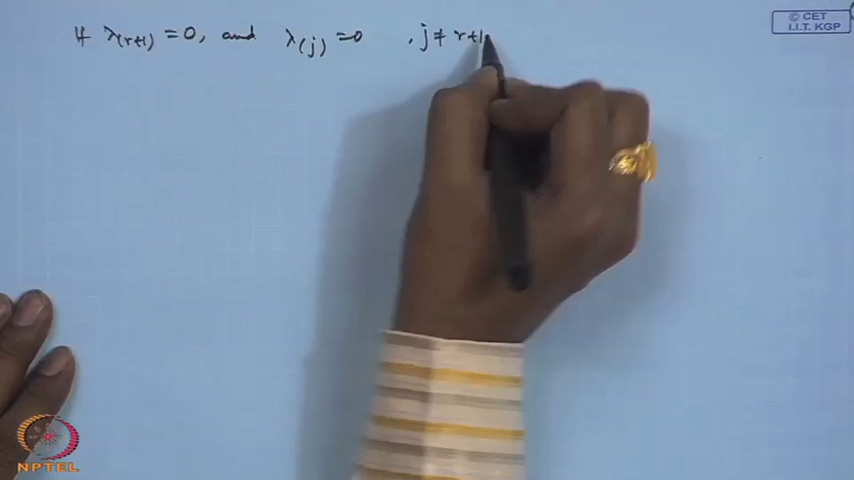 If λ(r+1) = 0, and λ(j) = 0 , j ≠ r+1
© CET
I.I.T. KGP
NPTEL